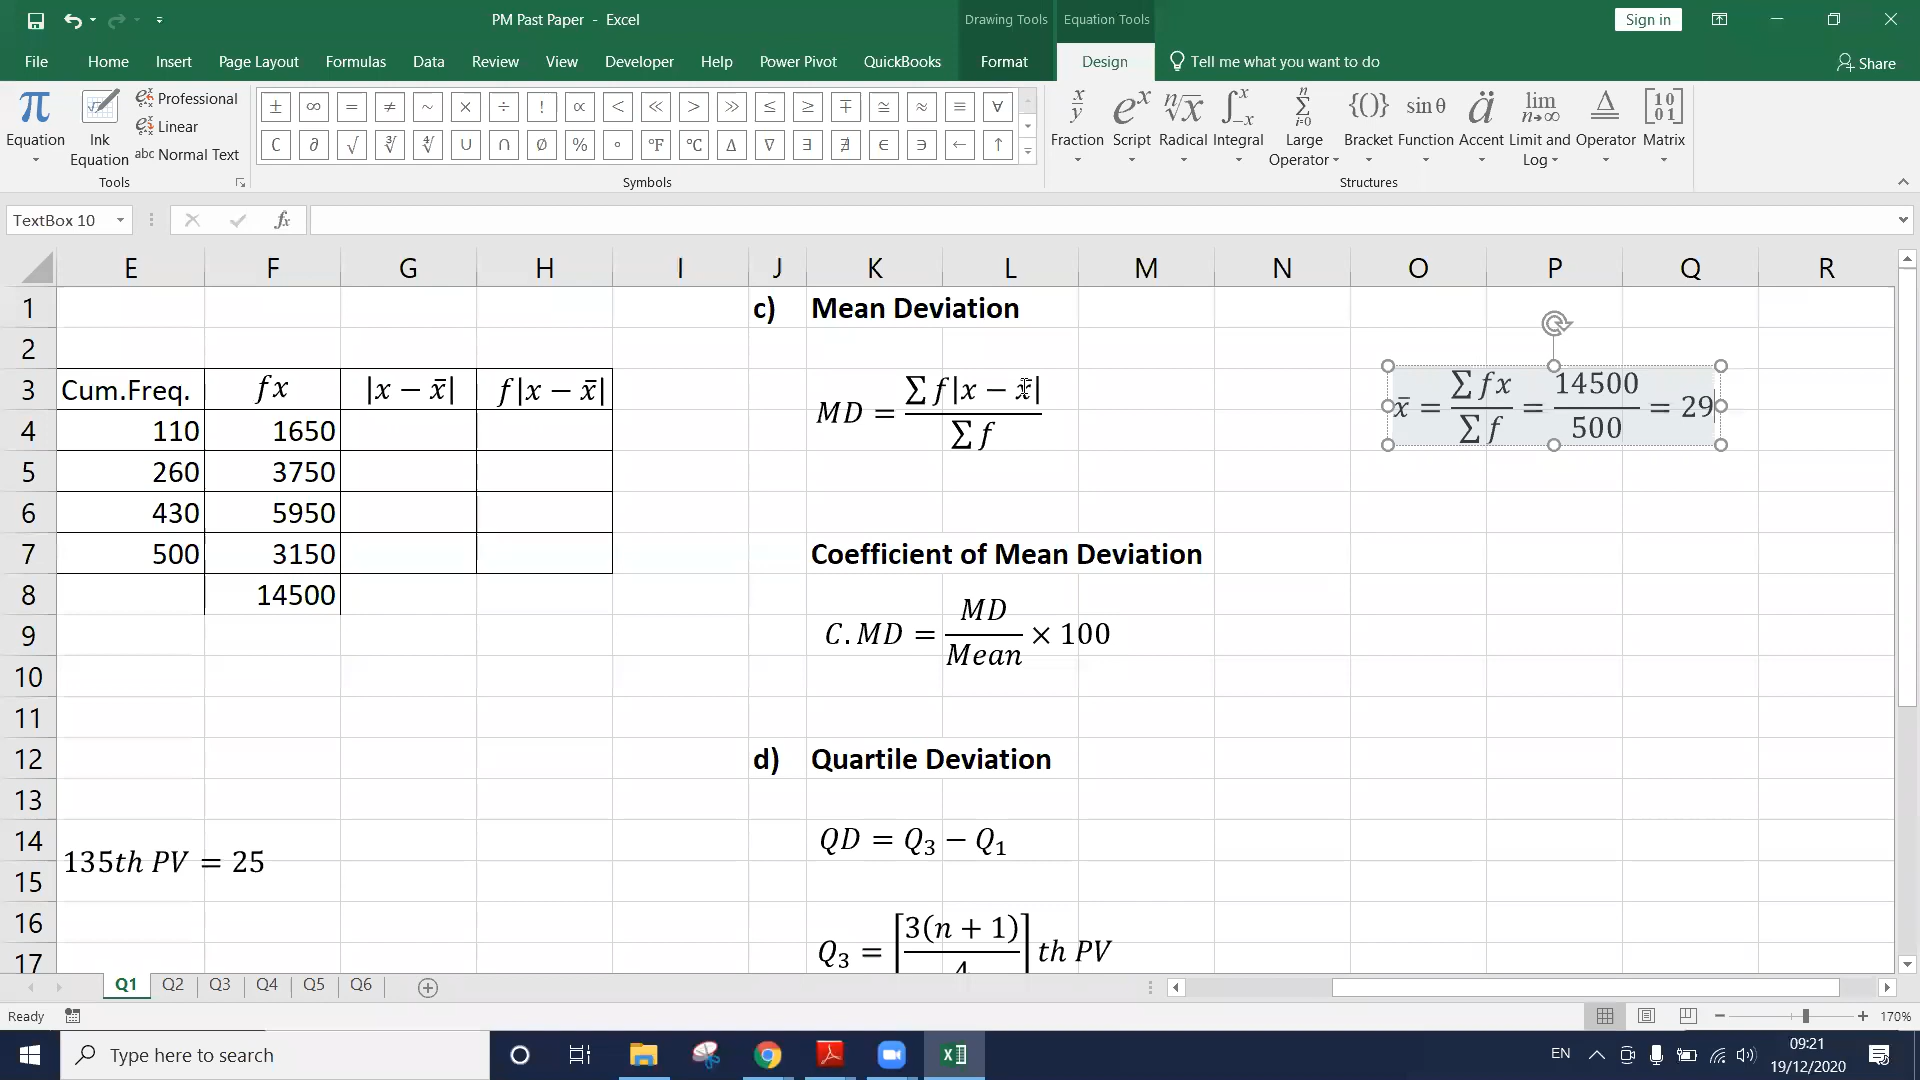 PM Past Paper - Excel
Drawing Tools
Equation Tools
Sign in
File Home Insert Page Layout Formulas Data Review View Developer Help Power Pivot QuickBooks Format Design Tell me what you want to do Share
π Equation
Ink Equation
Professional
Linear
abc Normal Text
Tools
± ∞ = ≠ ~ × ÷ ! ∝ < ≪ > ≫ ≤ ≥ ∓ ≅ ≈ ≡ ∀
C ∂ √ ∛ ∜ ∪ ∩ ∅ % ° °F °C ∆ ∇ ∃ ∄ ∈ ∋ ← ↑
Symbols
Fraction Script Radical Integral Large Operator Bracket Function Accent Limit and Log Operator Matrix
Structures
TextBox 10 fx
E F G H I J K L M N O P Q R
1 c) Mean Deviation
2
3 Cum.Freq. fx |x − x̄| f|x − x̄|
MD = ∑ f|x − x̄| / ∑ f
x̄ = ∑ fx / ∑ f = 14500 / 500 = 29
4 110 1650
5 260 3750
6 430 5950
7 500 3150 Coefficient of Mean Deviation
8 14500
C.MD = MD / Mean × 100
9
10
11
12 d) Quartile Deviation
13
14 QD = Q₃ − Q₁
135th PV = 25
15
16
Q₃ = [3(n + 1) / 4] th PV
17
Q1 Q2 Q3 Q4 Q5 Q6
Ready 170%
Type here to search
EN
09:21
19/12/2020